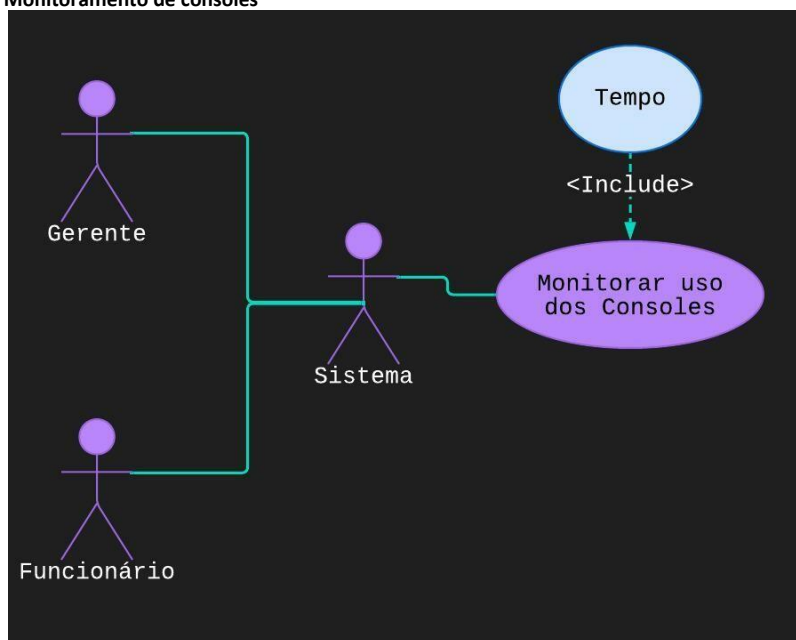 Monitoramento de consoles
Tempo
<Include>
Gerente
Monitorar uso
dos Consoles
Sistema
Funcionário